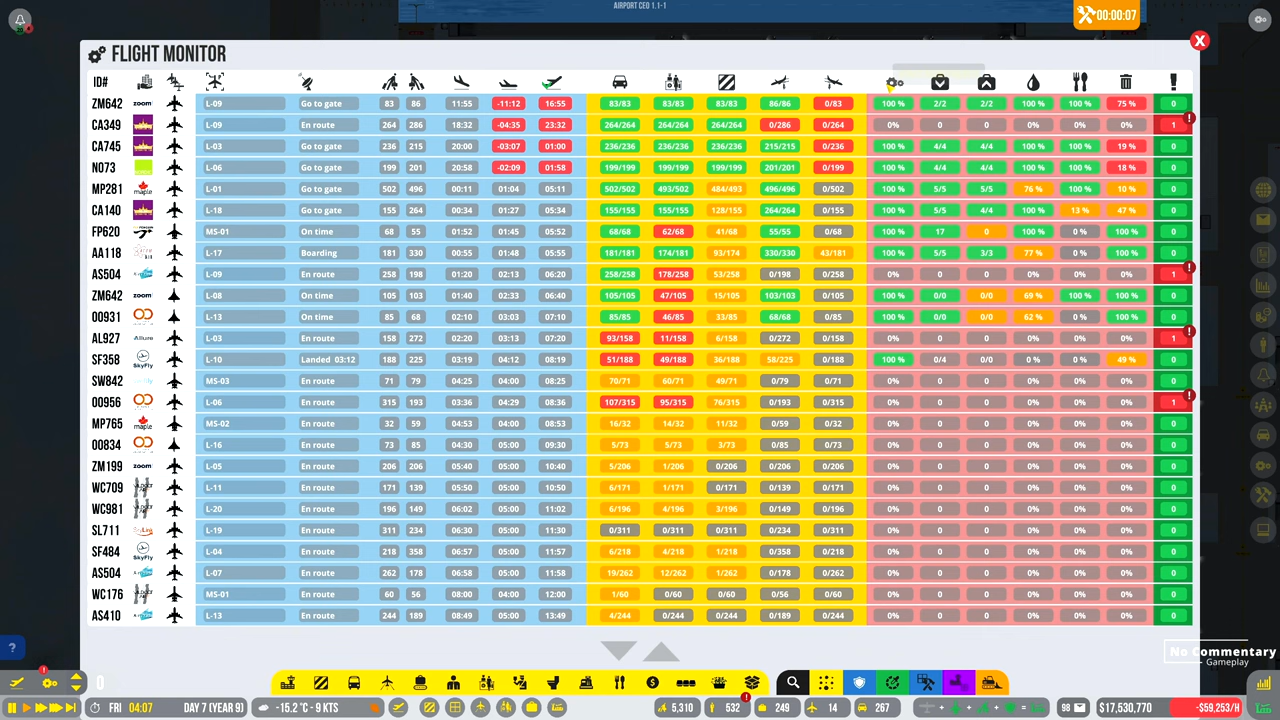 AIRPORT CEO 1.1-1
00:00:07
FLIGHT MONITOR
X
ID#
ZM642 zoom L-09 Go to gate 83 86 11:55 -11:12 16:55 83/83 83/83 83/83 86/86 0/83 100 % 2/2 2/2 100 % 100 % 75 % 0
CA349 L-09 En route 264 286 18:32 -04:35 23:32 264/264 264/264 264/264 0/286 0/264 0% 0 0 0% 0% 0% 1
CA745 L-03 Go to gate 236 215 20:00 -03:07 01:00 236/236 236/236 236/236 215/215 0/236 100 % 4/4 4/4 100 % 100 % 19 % 0
NO73 L-06 Go to gate 199 201 20:58 -02:09 01:58 199/199 199/199 199/199 201/201 0/199 100 % 4/4 4/4 100 % 100 % 18 % 0
MP281 maple L-01 Go to gate 502 496 00:11 01:04 05:11 502/502 493/502 484/493 496/496 0/502 100 % 5/5 5/5 76 % 100 % 10 % 0
CA140 L-18 Go to gate 155 264 00:34 01:27 05:34 155/155 155/155 128/155 264/264 0/155 100 % 5/5 4/4 100 % 13 % 47 % 0
FP620 MS-01 On time 68 55 01:52 01:45 05:52 68/68 62/68 41/68 55/55 0/68 100 % 17 0 100 % 0 % 100 % 0
AA118 L-17 Boarding 181 330 00:55 01:48 05:55 181/181 174/181 93/174 330/330 43/181 100 % 5/5 3/3 77 % 0 % 100 % 0
AS504 L-09 En route 258 198 01:20 02:13 06:20 258/258 178/258 53/258 0/198 0/258 0% 0 0 0% 0% 0% 1
ZM642 zoom L-08 On time 105 103 01:40 02:33 06:40 105/105 47/105 15/105 103/103 0/105 100 % 0/0 0/0 69 % 100 % 100 % 0
OO931 L-13 On time 85 68 02:10 03:03 07:10 85/85 46/85 33/85 68/68 0/85 100 % 0/0 0/0 62 % 0 % 100 % 0
AL927 Allure L-03 En route 158 272 02:20 03:13 07:20 93/158 11/158 6/158 0/272 0/158 0% 0 0 0% 0% 0% 1
SF358 SkyFly L-10 Landed 03:12 188 225 03:19 04:12 08:19 51/188 49/188 36/188 58/225 0/188 100 % 0/4 0/0 0 % 0 % 49 % 0
SW842 MS-03 En route 71 79 04:25 04:00 08:25 70/71 60/71 49/71 0/79 0/71 0% 0 0 0% 0% 0% 0
OO956 L-06 En route 315 193 03:36 04:29 08:36 107/315 95/315 76/315 0/193 0/315 0% 0 0 0% 0% 0% 1
MP765 maple MS-02 En route 32 59 04:53 04:00 08:53 16/32 14/32 11/32 0/59 0/32 0% 0 0 0% 0% 0% 0
OO834 L-16 En route 73 85 04:30 05:00 09:30 5/73 5/73 3/73 0/85 0/73 0% 0 0 0% 0% 0% 0
ZM199 zoom L-05 En route 206 206 05:40 05:00 10:40 5/206 1/206 0/206 0/206 0/206 0% 0 0 0% 0% 0% 0
WC709 L-11 En route 171 139 05:50 05:00 10:50 6/171 1/171 0/171 0/139 0/171 0% 0 0 0% 0% 0% 0
WC981 L-20 En route 196 149 06:02 05:00 11:02 6/196 4/196 3/196 0/149 0/196 0% 0 0 0% 0% 0% 0
SL711 L-19 En route 311 234 06:30 05:00 11:30 0/311 0/311 0/311 0/234 0/311 0% 0 0 0% 0% 0% 0
SF484 SkyFly L-04 En route 218 358 06:57 05:00 11:57 6/218 4/218 1/218 0/358 0/218 0% 0 0 0% 0% 0% 0
AS504 L-07 En route 262 178 06:58 05:00 11:58 19/262 12/262 1/262 0/178 0/262 0% 0 0 0% 0% 0% 0
WC176 MS-01 En route 60 56 08:00 04:00 12:00 1/60 0/60 0/60 0/56 0/60 0% 0 0 0% 0% 0% 0
AS410 L-13 En route 244 189 08:49 05:00 13:49 4/244 0/244 0/244 0/189 0/244 0% 0 0 0% 0% 0% 0
No Commentary
Gameplay
?
0
FRI 04:07 DAY 7 (YEAR 9) -15.2°C - 9 KTS 5,310 532 249 14 267 98 $17,530,770 -$59,253/H